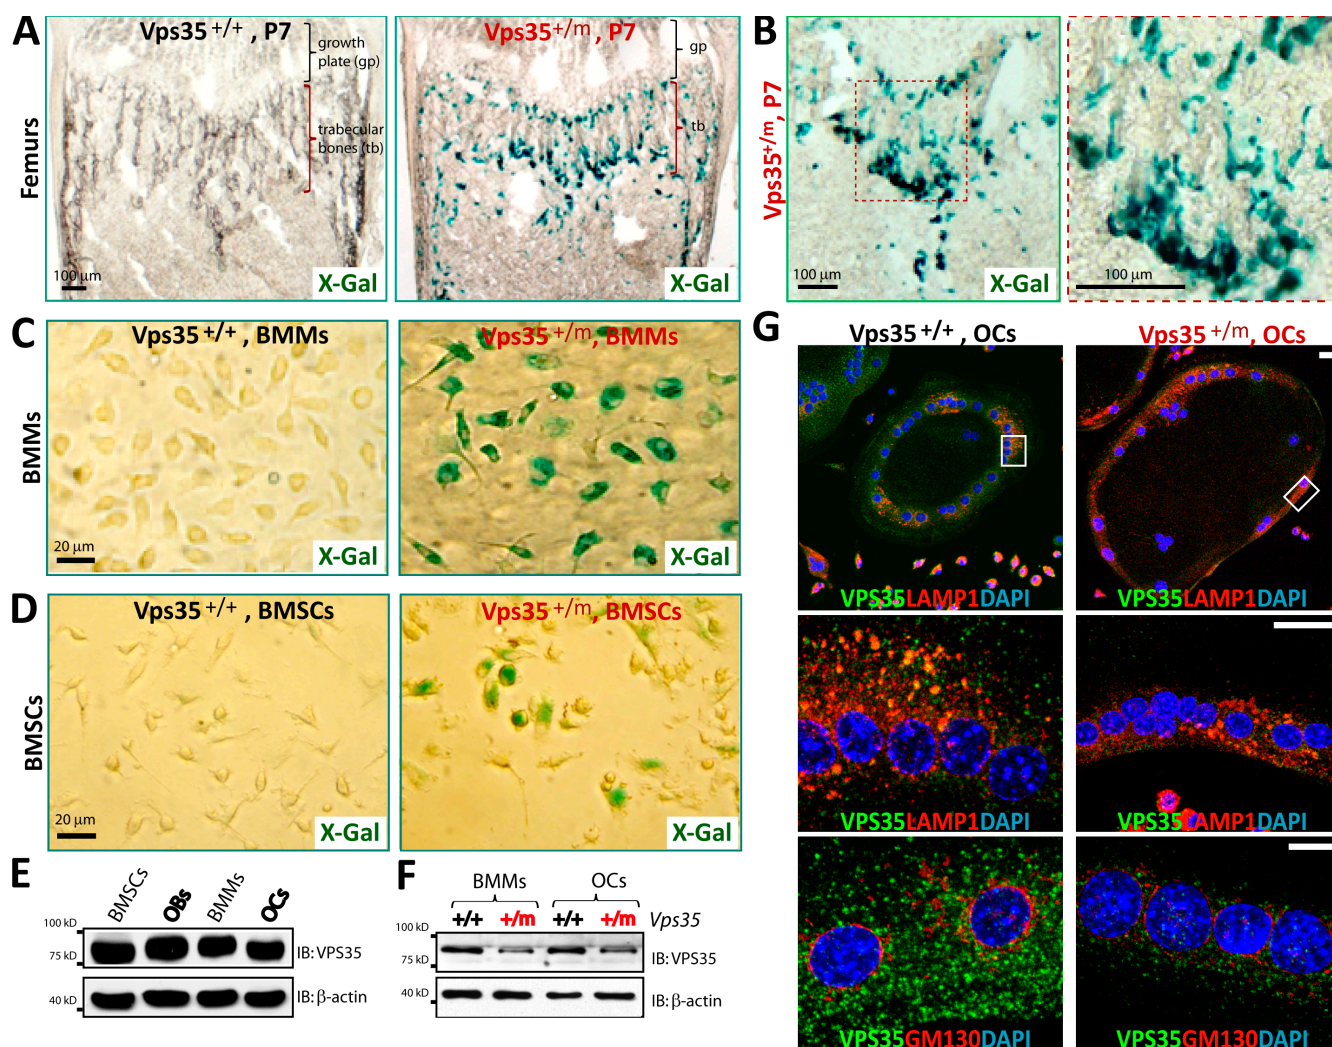 A
Vps35 +/+ , P7
growth
plate (gp)
trabecular
bones (tb)
Femurs
100 µm
X-Gal
Vps35+/m, P7
gp
tb
X-Gal
B
Vps35+/m, P7
100 µm
X-Gal
100 µm
C
Vps35 +/+ , BMMs
BMMs
20 µm
X-Gal
Vps35 +/m, BMMs
X-Gal
D
Vps35 +/+ , BMSCs
BMSCs
20 µm
X-Gal
Vps35 +/m, BMSCs
X-Gal
E
BMSCs OBs BMMs OCs
100 kD
75 kD
IB: VPS35
40 kD
IB: β-actin
F
BMMs OCs
+/+ +/m +/+ +/m Vps35
100 kD
75 kD
IB: VPS35
40 kD
IB: β-actin
G
Vps35 +/+ , OCs
Vps35 +/m, OCs
VPS35LAMP1DAPI
VPS35LAMP1DAPI
VPS35LAMP1DAPI
VPS35LAMP1DAPI
VPS35GM130DAPI
VPS35GM130DAPI